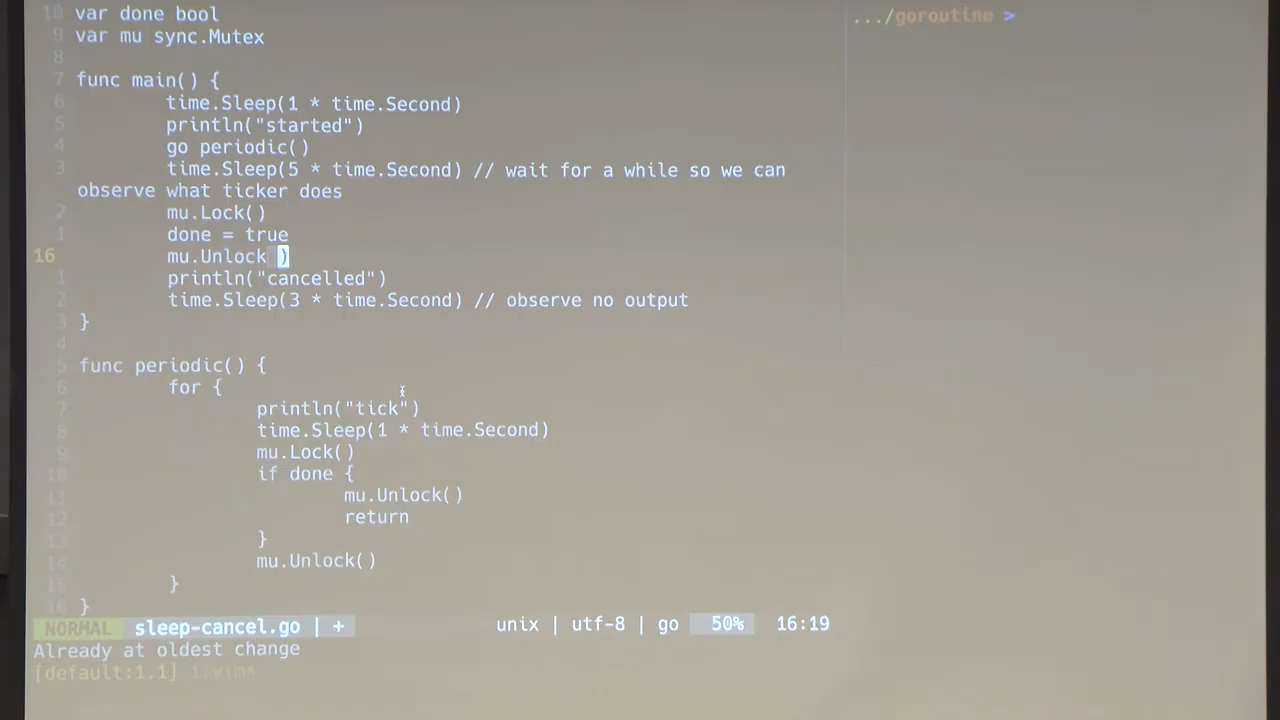 10 var done bool
9 var mu sync.Mutex
8
7 func main() {
6 time.Sleep(1 * time.Second)
5 println("started")
4 go periodic()
3 time.Sleep(5 * time.Second) // wait for a while so we can
observe what ticker does
2 mu.Lock()
1 done = true
16 mu.Unlock()
1 println("cancelled")
2 time.Sleep(3 * time.Second) // observe no output
3 }
4
5 func periodic() {
6 for {
7 println("tick")
8 time.Sleep(1 * time.Second)
9 mu.Lock()
10 if done {
11 mu.Unlock()
12 return
13 }
14 mu.Unlock()
15 }
16 }
NORMAL sleep-cancel.go | + unix | utf-8 | go 50% 16:19
Already at oldest change
[default:1.1] 1:vim*
.../goroutine >